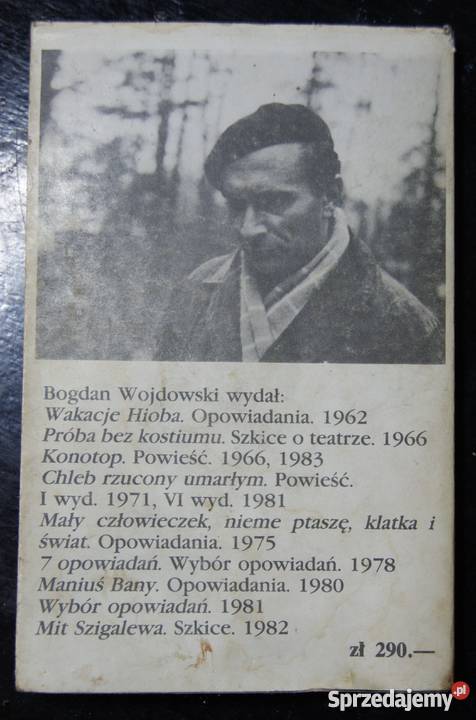 Bogdan Wojdowski wydał:
Wakacje Hioba. Opowiadania. 1962
Próba bez kostiumu. Szkice o teatrze. 1966
Konotop. Powieść. 1966, 1983
Chleb rzucony umarłym. Powieść.
I wyd. 1971, VI wyd. 1981
Mały człowieczek, nieme ptaszę, klatka i
świat. Opowiadania. 1975
7 opowiadań. Wybór opowiadań. 1978
Maniuś Bany. Opowiadania. 1980
Wybór opowiadań. 1981
Mit Szigalewa. Szkice. 1982
zł 290.—
Sprzedajemy.pl